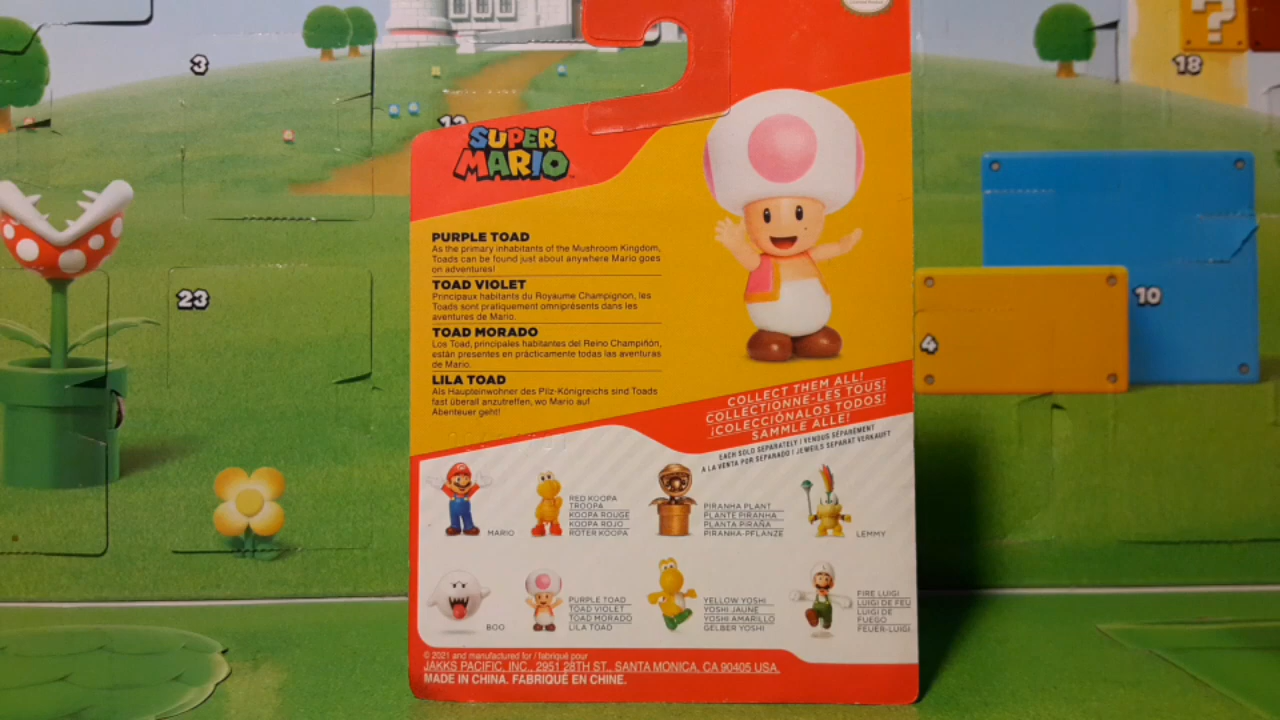 3
12
18
?
SUPER
MARIO
™
PURPLE TOAD
As the primary inhabitants of the Mushroom Kingdom,
Toads can be found just about anywhere Mario goes
on adventures!
TOAD VIOLET
Principaux habitants du Royaume Champignon, les
Toads sont pratiquement omniprésents dans les
aventures de Mario.
TOAD MORADO
Los Toad, principales habitantes del Reino Champiñón,
están presentes en prácticamente todas las aventuras
de Mario.
LILA TOAD
Als Haupteinwohner des Pilz-Königreichs sind Toads
fast überall anzutreffen, wo Mario auf
Abenteuer geht!
23
10
4
COLLECT THEM ALL!
COLLECTIONNE-LES TOUS!
¡COLECCIÓNALOS TODOS!
SAMMLE ALLE!
EACH SOLD SEPARATELY / VENDUS SÉPARÉMENT
A LA VENTA POR SEPARADO / JEWEILS SEPARAT VERKAUFT
MARIO
RED KOOPA
TROOPA
KOOPA ROUGE
KOOPA ROJO
ROTER KOOPA
PIRANHA PLANT
PLANTE PIRANHA
PLANTA PIRAÑA
PIRANHA-PFLANZE
LEMMY
BOO
PURPLE TOAD
TOAD VIOLET
TOAD MORADO
LILA TOAD
YELLOW YOSHI
YOSHI JAUNE
YOSHI AMARILLO
GELBER YOSHI
FIRE LUIGI
LUIGI DE FEU
LUIGI DE
FUEGO
FEUER-LUIGI
© 2021 and manufactured for / fabriqué pour
JAKKS PACIFIC, INC., 2951 28TH ST., SANTA MONICA, CA 90405 USA.
MADE IN CHINA. FABRIQUÉ EN CHINE.